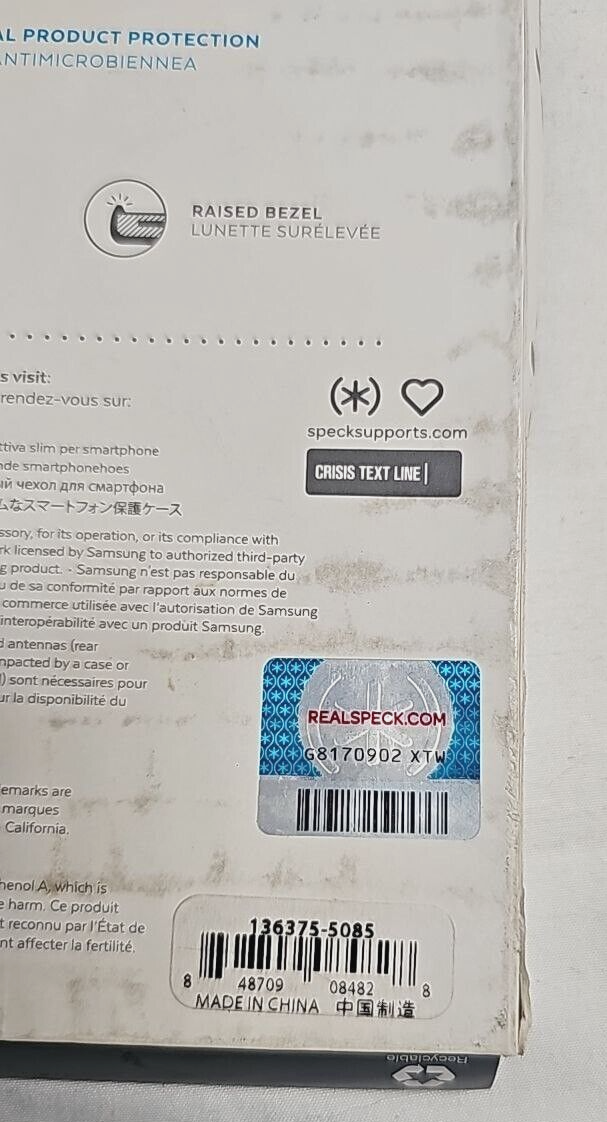 AL PRODUCT PROTECTION
ANTIMICROBIENNEA
RAISED BEZEL
LUNETTE SURÉLEVÉE
s visit:
rendez-vous sur:
(*)
specksupports.com
CRISIS TEXT LINE
ttiva slim per smartphone
nde smartphonehoes
ый чехол для смартфона
ムなスマートフォン保護ケース
ssory, for its operation, or its compliance with
rk licensed by Samsung to authorized third-party
g product. • Samsung n'est pas responsable du
u de sa conformité par rapport aux normes de
commerce utilisée avec l'autorisation de Samsung
interopérabilité avec un produit Samsung.
d antennas (rear
mpacted by a case or
l) sont nécessaires pour
ur la disponibilité du
REALSPECK.COM
G8170902 XTW
emarks are
marques
California.
henol A, which is
e harm. Ce produit
t reconnu par l'État de
nt affecter la fertilité.
136375-5085
8 48709 08482 8
MADE IN CHINA 中国制造
Recyclable